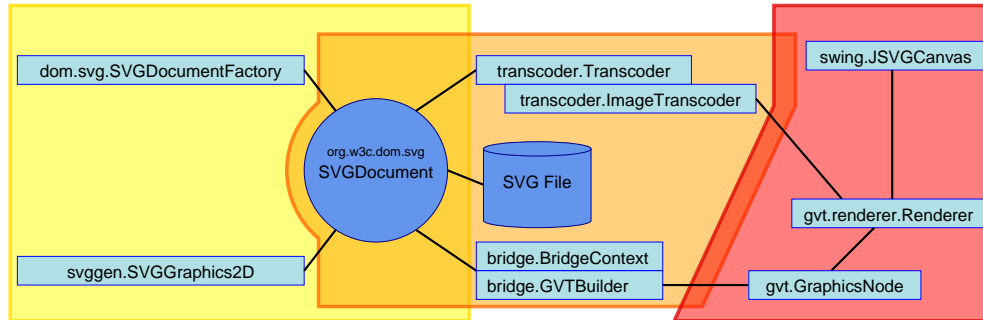 dom.svg.SVGDocumentFactory
transcoder.Transcoder
swing.JSVGCanvas
transcoder.ImageTranscoder
org.w3c.dom.svg
SVGDocument
SVG File
gvt.renderer.Renderer
svggen.SVGGraphics2D
bridge.BridgeContext
bridge.GVTBuilder
gvt.GraphicsNode